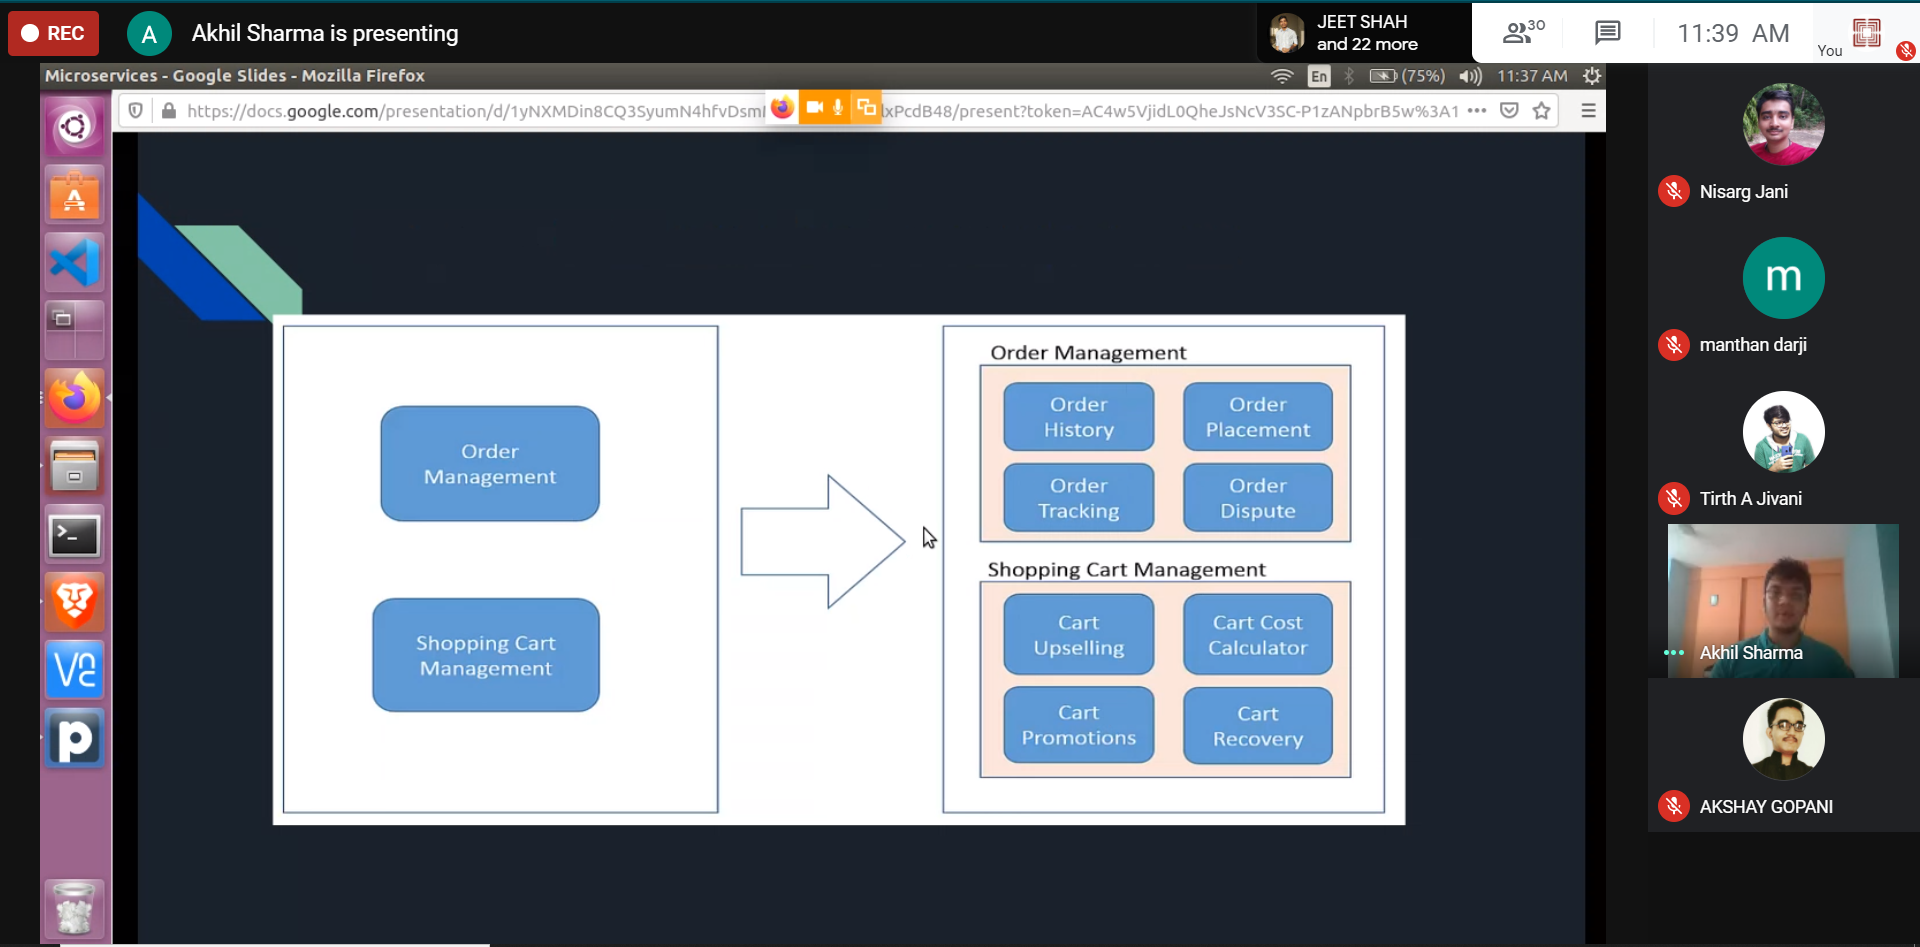 REC
A
Akhil Sharma is presenting
JEET SHAH
and 22 more
30
11:39 AM
You
Microservices - Google Slides - Mozilla Firefox
En
(75%)
11:37 AM
https://docs.google.com/presentation/d/1yNXMDin8CQ3SyumN4hfvDsm
lxPcdB48/present?token=AC4w5VjidL0QheJsNcV3SC-P1zANpbrB5w%3A1
Order
Management
Shopping Cart
Management
Order Management
Order
History
Order
Placement
Order
Tracking
Order
Dispute
Shopping Cart Management
Cart
Upselling
Cart Cost
Calculator
Cart
Promotions
Cart
Recovery
Nisarg Jani
m
manthan darji
Tirth A Jivani
Akhil Sharma
AKSHAY GOPANI